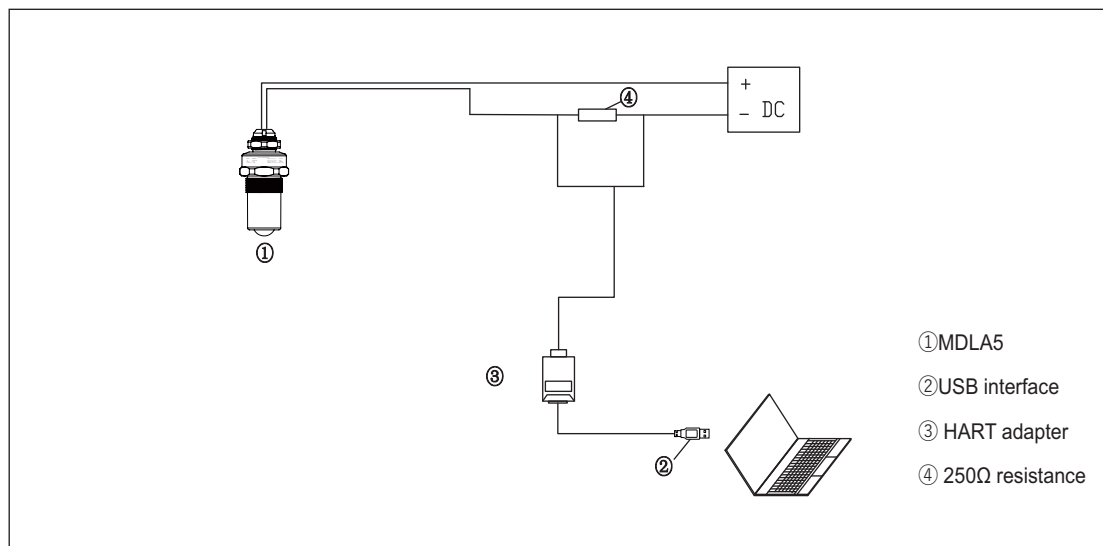 +
④
− DC
①
③
②
①MDLA5
②USB interface
③ HART adapter
④ 250Ω resistance